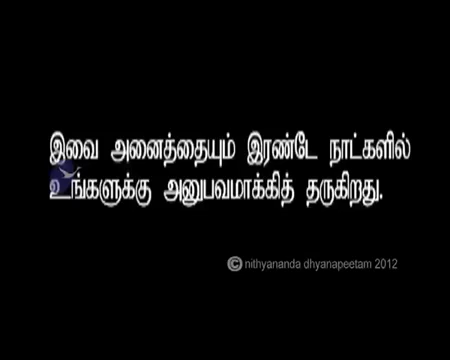 இவை அனைத்தையும் இரண்டே நாட்களில்
உங்களுக்கு அனுபவமாக்கித் தருகிறது.
© nithyananda dhyanapeetam 2012